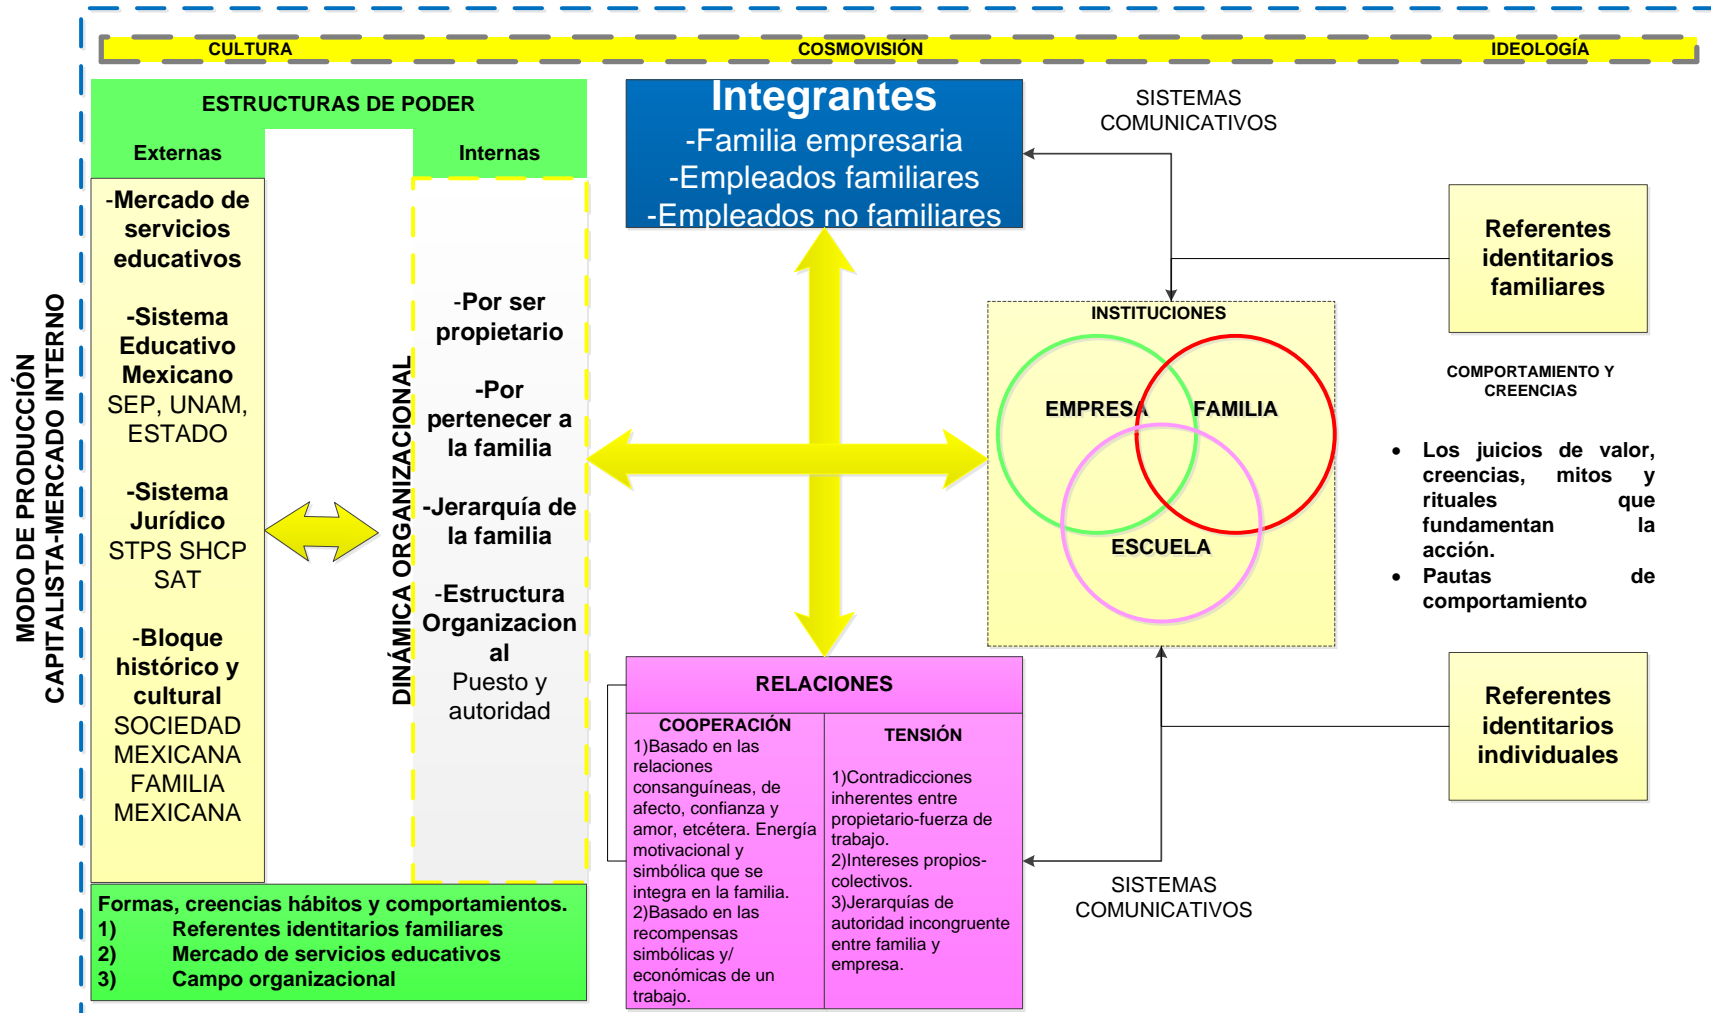 CULTURA
COSMOVISIÓN
IDEOLOGÍA
MODO DE PRODUCCIÓN
CAPITALISTA-MERCADO INTERNO
ESTRUCTURAS DE PODER
Externas
Internas
-Mercado de
servicios
educativos
-Sistema
Educativo
Mexicano
SEP, UNAM,
ESTADO
-Sistema
Jurídico
STPS SHCP
SAT
-Bloque
histórico y
cultural
SOCIEDAD
MEXICANA
FAMILIA
MEXICANA
DINÁMICA ORGANIZACIONAL
-Por ser
propietario
-Por
pertenecer a
la familia
-Jerarquía de
la familia
-Estructura
Organizacion
al
Puesto y
autoridad
Formas, creencias hábitos y comportamientos.
1) Referentes identitarios familiares
2) Mercado de servicios educativos
3) Campo organizacional
Integrantes
-Familia empresaria
-Empleados familiares
-Empleados no familiares
RELACIONES
COOPERACIÓN
1)Basado en las
relaciones
consanguíneas, de
afecto, confianza y
amor, etcétera. Energía
motivacional y
simbólica que se
integra en la familia.
2)Basado en las
recompensas
simbólicas y/
económicas de un
trabajo.
TENSIÓN
1)Contradicciones
inherentes entre
propietario-fuerza de
trabajo.
2)Intereses propios-
colectivos.
3)Jerarquías de
autoridad incongruente
entre familia y
empresa.
SISTEMAS
COMUNICATIVOS
INSTITUCIONES
EMPRESA
FAMILIA
ESCUELA
SISTEMAS
COMUNICATIVOS
Referentes
identitarios
familiares
COMPORTAMIENTO Y
CREENCIAS
• Los juicios de valor,
creencias, mitos y
rituales que
fundamentan la
acción.
• Pautas de
comportamiento
Referentes
identitarios
individuales